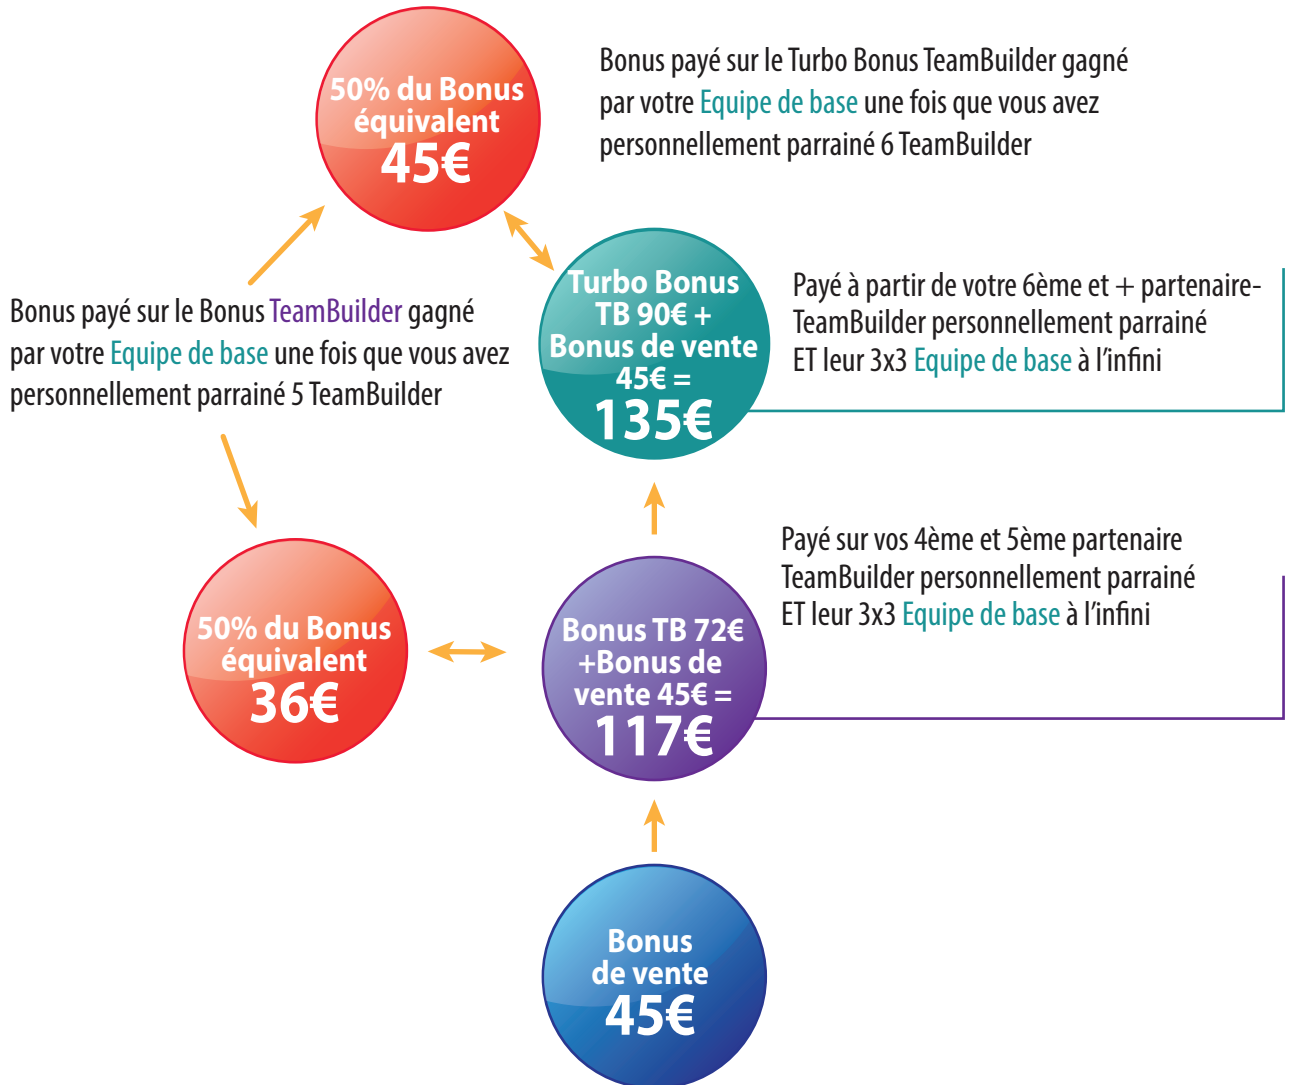 50% du Bonus
équivalent
45€
Bonus payé sur le Turbo Bonus TeamBuilder gagné
par votre Equipe de base une fois que vous avez
personnellement parrainé 6 TeamBuilder
Bonus payé sur le Bonus TeamBuilder gagné
par votre Equipe de base une fois que vous avez
personnellement parrainé 5 TeamBuilder
Turbo Bonus
TB 90€ +
Bonus de vente
45€ =
135€
Payé à partir de votre 6ème et + partenaire-
TeamBuilder personnellement parrainé
ET leur 3x3 Equipe de base à l’infini
50% du Bonus
équivalent
36€
Bonus TB 72€
+Bonus de
vente 45€ =
117€
Payé sur vos 4ème et 5ème partenaire
TeamBuilder personnellement parrainé
ET leur 3x3 Equipe de base à l’infini
Bonus
de vente
45€